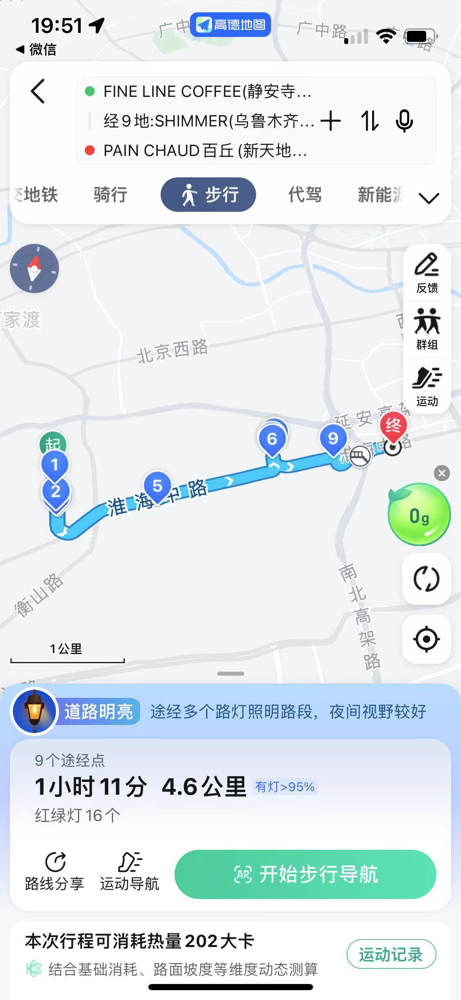 19:51
高德地图
微信
广中
广中路
FINE LINE COFFEE(静安寺...
经9地:SHIMMER(乌鲁木齐...
PAIN CHAUD百丘 (新天地...
地铁
骑行
步行
代驾
新能源
反馈
家渡
群组
北京西路
运动
延安高架
起
1
2
6
9
终
淮海中路
5
淮海中路
0g
衡山路
南北高架路
1公里
道路明亮
途经多个路灯照明路段，夜间视野较好
9个途经点
1小时11分 4.6公里 有灯>95%
红绿灯16个
路线分享
运动导航
AR 开始步行导航
本次行程可消耗热量202大卡
结合基础消耗、路面坡度等维度动态测算
运动记录